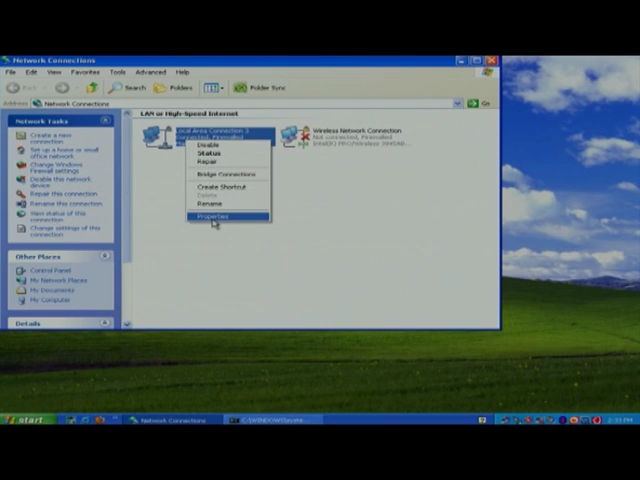 Network Connections
File Edit View Favorites Tools Advanced Help
Back Search Folders Folder Sync
Address Network Connections Go
Network Tasks
Create a new
connection
Set up a home or small
office network
Change Windows
Firewall settings
Disable this network
device
Repair this connection
Rename this connection
View status of this
connection
Change settings of this
connection
Other Places
Control Panel
My Network Places
My Documents
My Computer
Details
LAN or High-Speed Internet
Local Area Connection 3
Connected, Firewalled
Disable
Status
Repair
Bridge Connections
Create Shortcut
Delete
Rename
Properties
Wireless Network Connection
Not connected, Firewalled
Intel(R) PRO/Wireless
start
Network Connections
2:33 PM